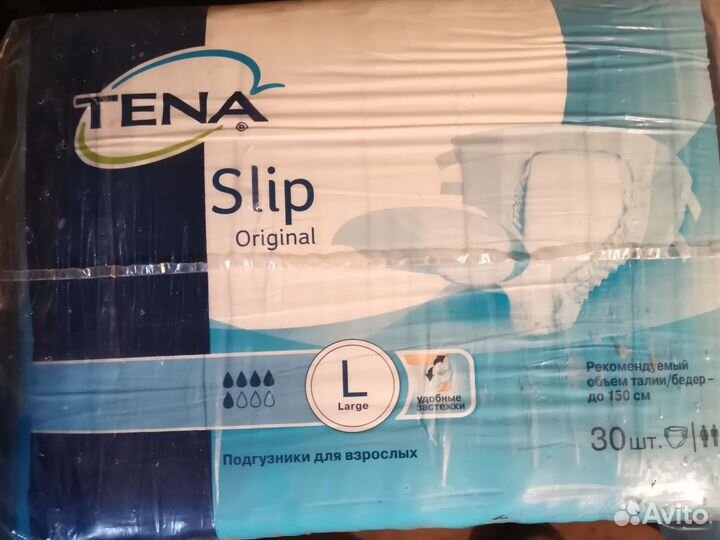 TENA
®
Slip
Original
L
Large
удобные
застежки
Рекомендуемый
объем талии/бедер -
до 150 см
30 шт.
Подгузники для взрослых
Avito